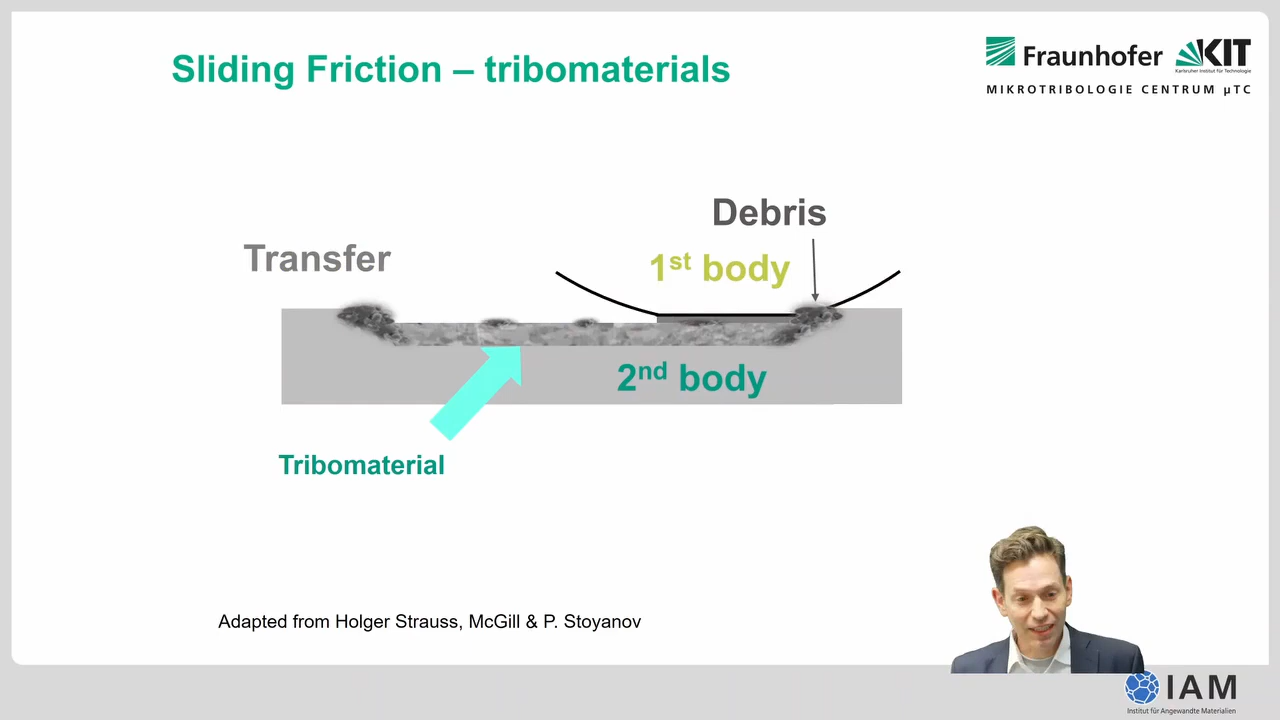 Sliding Friction – tribomaterials
Fraunhofer
KIT
Karlsruher Institut für Technologie
MIKROTRIBOLOGIE CENTRUM µTC
Debris
Transfer
1st body
2nd body
Tribomaterial
Adapted from Holger Strauss, McGill & P. Stoyanov
IAM
Institut für Angewandte Materialien